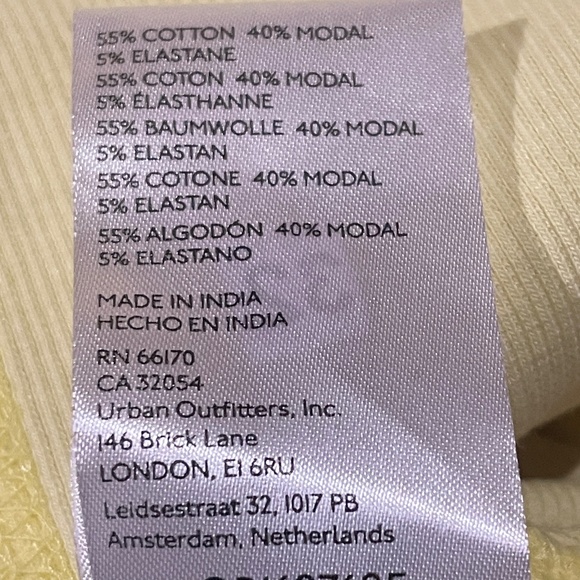 55% COTTON 40% MODAL
5% ELASTANE
55% COTON 40% MODAL
5% ÉLASTHANNE
55% BAUMWOLLE 40% MODAL
5% ELASTAN
55% COTONE 40% MODAL
5% ELASTAN
55% ALGODÓN 40% MODAL
5% ELASTANO
MADE IN INDIA
HECHO EN INDIA
RN 66170
CA 32054
Urban Outfitters, Inc.
146 Brick Lane
LONDON, E1 6RU
Leidsestraat 32, 1017 PB
Amsterdam, Netherlands